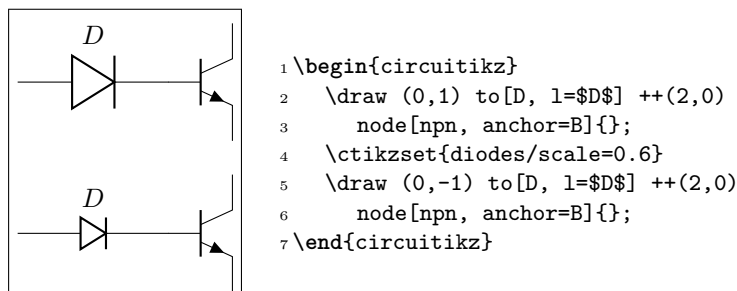 D
D
1 \begin{circuitikz}
2 \draw (0,1) to[D, l=$D$] ++(2,0)
3 node[npn, anchor=B]{};
4 \ctikzset{diodes/scale=0.6}
5 \draw (0,-1) to[D, l=$D$] ++(2,0)
6 node[npn, anchor=B]{};
7 \end{circuitikz}